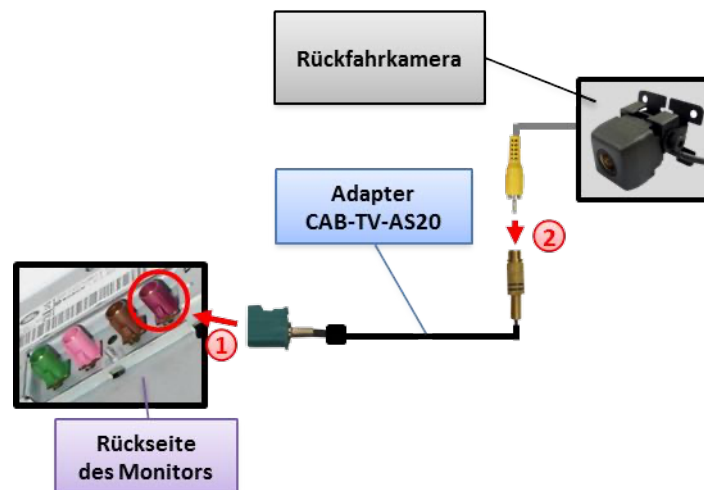 Rückfahrkamera
Adapter
CAB-TV-AS20
2
1
Rückseite
des Monitors